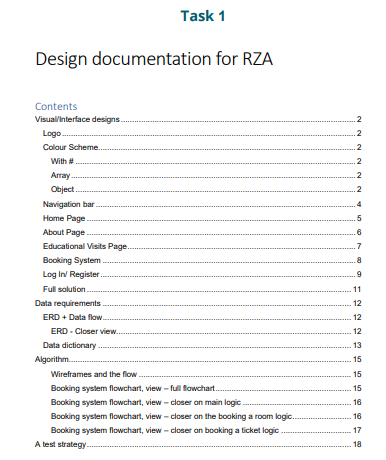 Task 1
Design documentation for RZA
Contents
Visual/Interface designs 2
Logo 2
Colour Scheme 2
With # 2
Array 2
Object 2
Navigation bar 4
Home Page 5
About Page 6
Educational Visits Page 7
Booking System 8
Log In/ Register 9
Full solution 11
Data requirements 12
ERD + Data flow 12
ERD - Closer view 12
Data dictionary 13
Algorithm 15
Wireframes and the flow 15
Booking system flowchart, view – full flowchart 15
Booking system flowchart, view – closer on main logic 16
Booking system flowchart, view – closer on the booking a room logic 16
Booking system flowchart, view – closer on booking a ticket logic 17
A test strategy 18